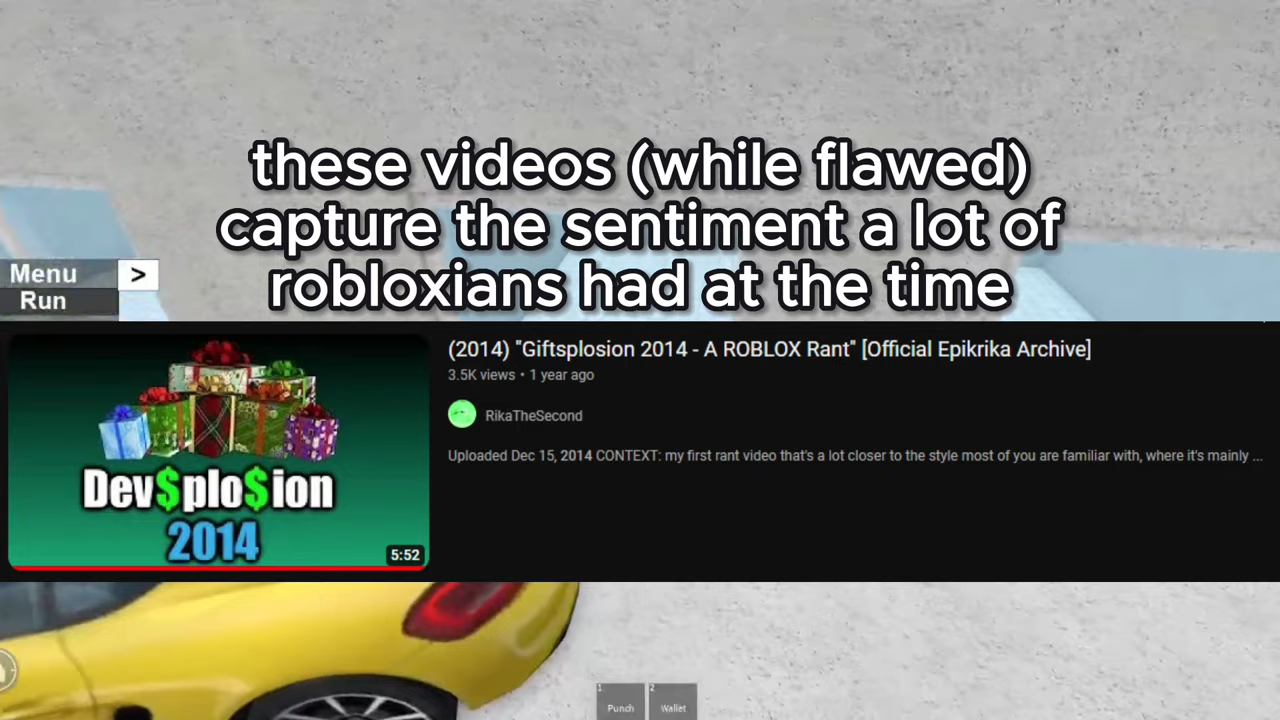 these videos (while flawed)
capture the sentiment a lot of
robloxians had at the time
Menu >
Run
(2014) "Giftsplosion 2014 - A ROBLOX Rant" [Official Epikrika Archive]
3.5K views • 1 year ago
RikaTheSecond
Uploaded Dec 15, 2014 CONTEXT: my first rant video that's a lot closer to the style most of you are familiar with, where it's mainly ...
Dev$plo$ion
2014
5:52
1 2
Punch Wallet